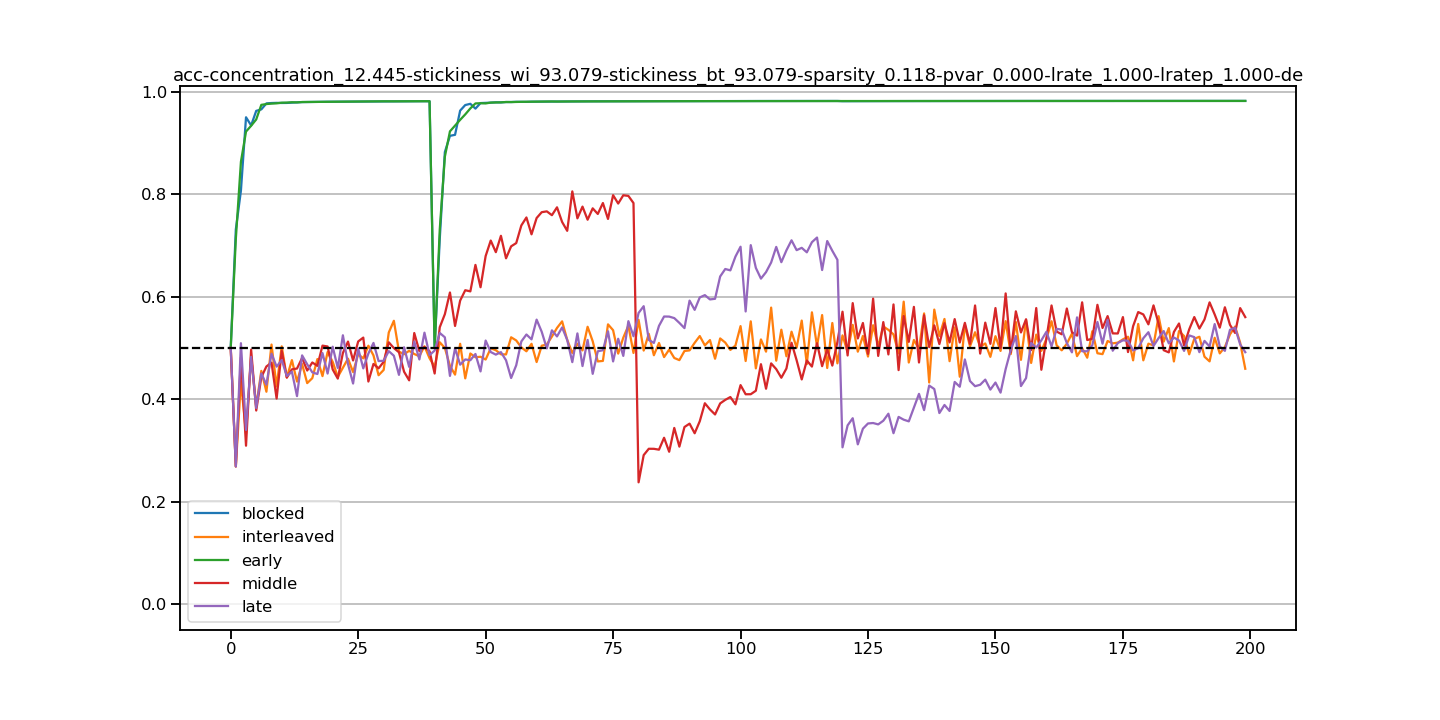 acc-concentration_12.445-stickiness_wi_93.079-stickiness_bt_93.079-sparsity_0.118-pvar_0.000-lrate_1.000-lratep_1.000-de
1.0
0.8
0.6
0.4
0.2
0.0
blocked
interleaved
early
middle
late
0 25 50 75 100 125 150 175 200